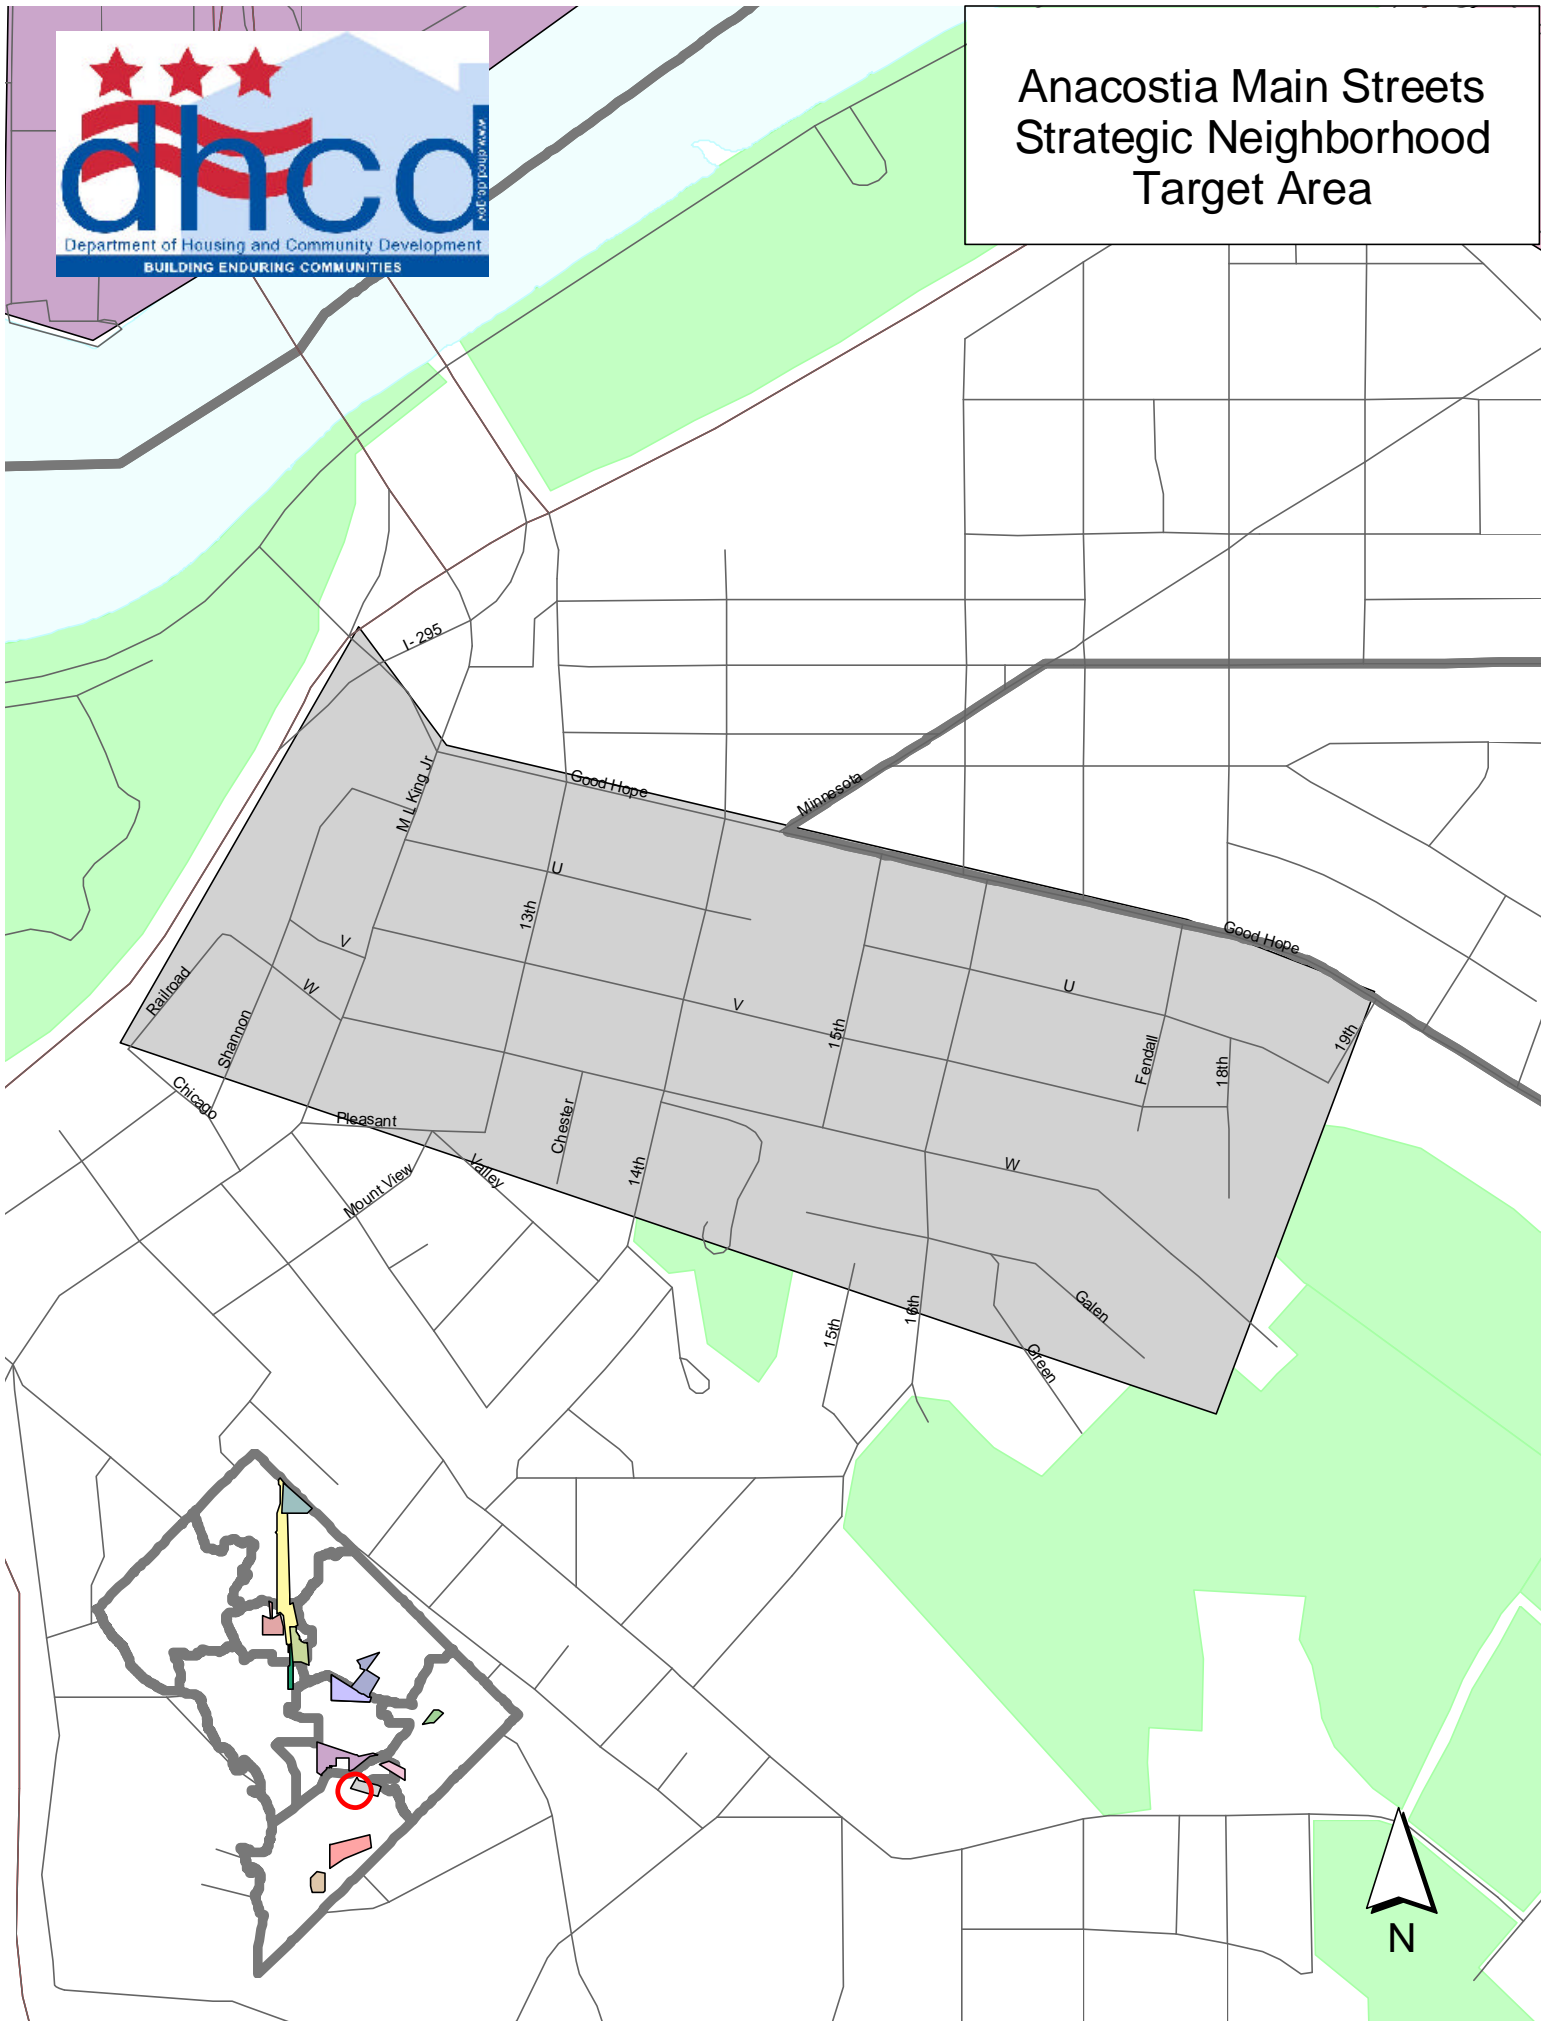 Anacostia Main Streets
Strategic Neighborhood
Target Area
dhcd
www.dhcd.dc.gov
Department of Housing and Community Development
BUILDING ENDURING COMMUNITIES
I-295
M L King Jr
Good Hope
Minnesota
U
13th
V
Good Hope
Railroad
W
V
U
Shannon
15th
Fendall
18th
19th
Chicago
Pleasant
Chester
Mount View
Valley
14th
W
15th
16th
Galen
Green
N